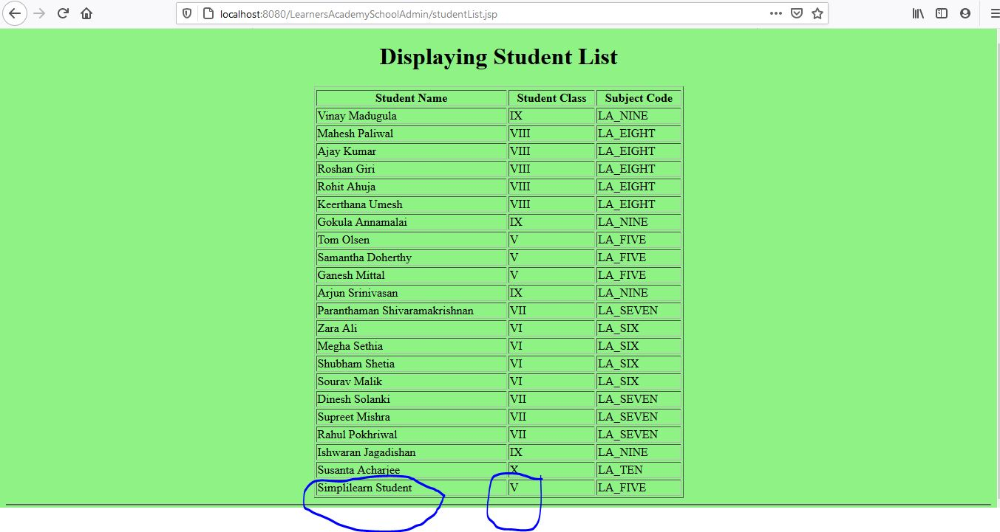 localhost:8080/LearnersAcademySchoolAdmin/studentList.jsp
Displaying Student List
Student Name Student Class Subject Code
Vinay Madugula IX LA_NINE
Mahesh Paliwal VIII LA_EIGHT
Ajay Kumar VIII LA_EIGHT
Roshan Giri VIII LA_EIGHT
Rohit Ahuja VIII LA_EIGHT
Keerthana Umesh VIII LA_EIGHT
Gokula Annamalai IX LA_NINE
Tom Olsen V LA_FIVE
Samantha Doherthy V LA_FIVE
Ganesh Mittal V LA_FIVE
Arjun Srinivasan IX LA_NINE
Paranthaman Shivaramakrishnan VII LA_SEVEN
Zara Ali VI LA_SIX
Megha Sethia VI LA_SIX
Shubham Shetia VI LA_SIX
Sourav Malik VI LA_SIX
Dinesh Solanki VII LA_SEVEN
Supreet Mishra VII LA_SEVEN
Rahul Pokhriwal VII LA_SEVEN
Ishwaran Jagadishan IX LA_NINE
Susanta Acharjee X LA_TEN
Simplilearn Student V LA_FIVE